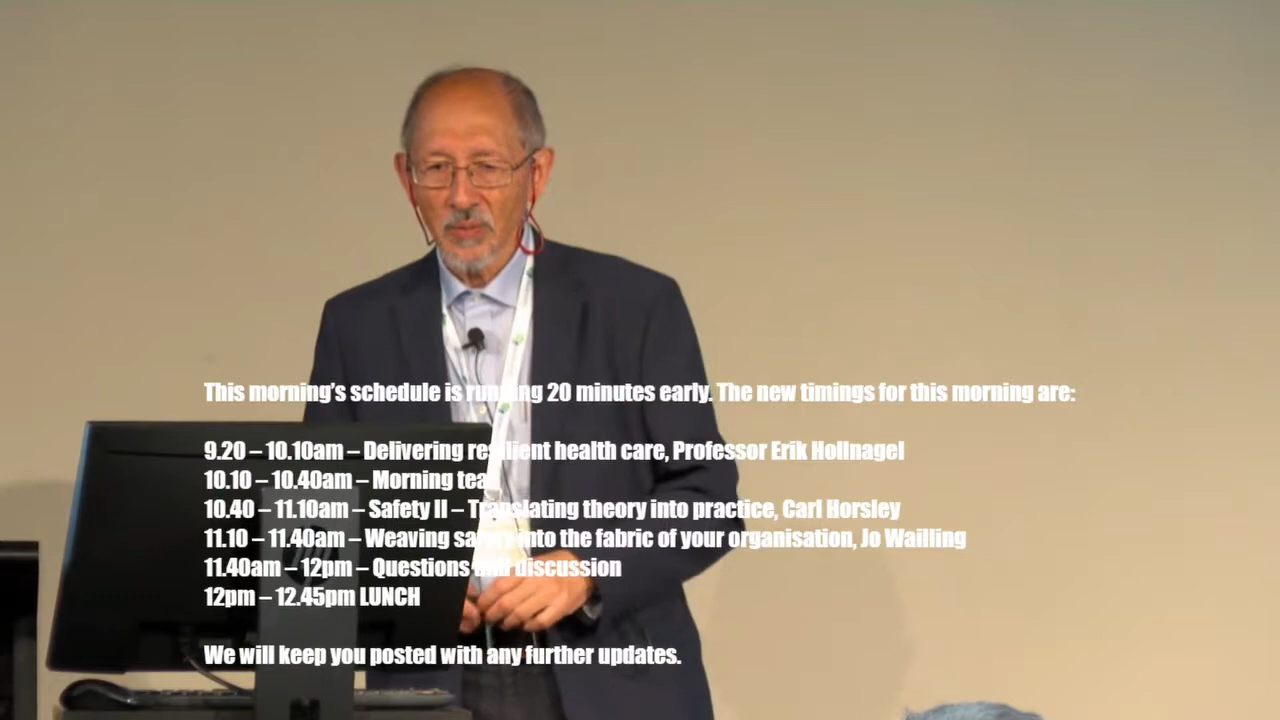 This morning's schedule is running 20 minutes early. The new timings for this morning are:
9.20 – 10.10am – Delivering resilient health care, Professor Erik Hollnagel
10.10 – 10.40am – Morning tea
10.40 – 11.10am – Safety II – Translating theory into practice, Carl Horsley
11.10 – 11.40am – Weaving safety into the fabric of your organisation, Jo Wailling
11.40am – 12pm – Questions and discussion
12pm – 12.45pm LUNCH
We will keep you posted with any further updates.